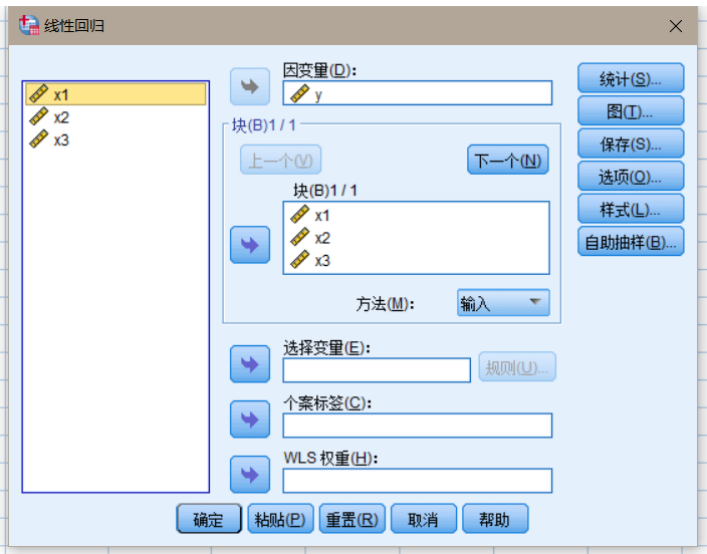 线性回归
x1
x2
x3
因变量(D):
y
块(B)1 / 1
上一个(V)
下一个(N)
块(B)1 / 1
x1
x2
x3
方法(M):
输入
选择变量(E):
规则(U)...
个案标签(C):
WLS 权重(H):
统计(S)...
图(T)...
保存(S)...
选项(O)...
样式(L)...
自助抽样(B)...
确定
粘贴(P)
重置(R)
取消
帮助